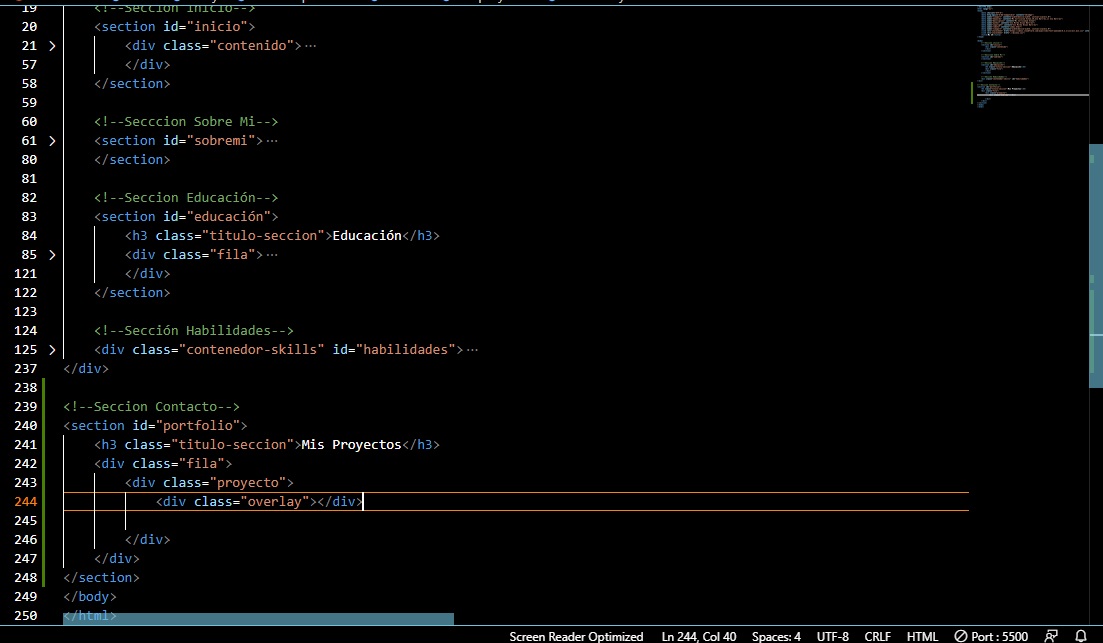 19 <!--Seccion Inicio-->
20 <section id="inicio">
21 > <div class="contenido">···
57 </div>
58 </section>
59
60 <!--Secccion Sobre Mi-->
61 > <section id="sobremi">···
80 </section>
81
82 <!--Seccion Educación-->
83 <section id="educación">
84 <h3 class="titulo-seccion">Educación</h3>
85 > <div class="fila">···
121 </div>
122 </section>
123
124 <!--Sección Habilidades-->
125 > <div class="contenedor-skills" id="habilidades">···
237 </div>
238
239 <!--Seccion Contacto-->
240 <section id="portfolio">
241 <h3 class="titulo-seccion">Mis Proyectos</h3>
242 <div class="fila">
243 <div class="proyecto">
244 <div class="overlay"></div>
245
246 </div>
247 </div>
248 </section>
249 </body>
250 </html>
Screen Reader Optimized Ln 244, Col 40 Spaces: 4 UTF-8 CRLF HTML Port : 5500